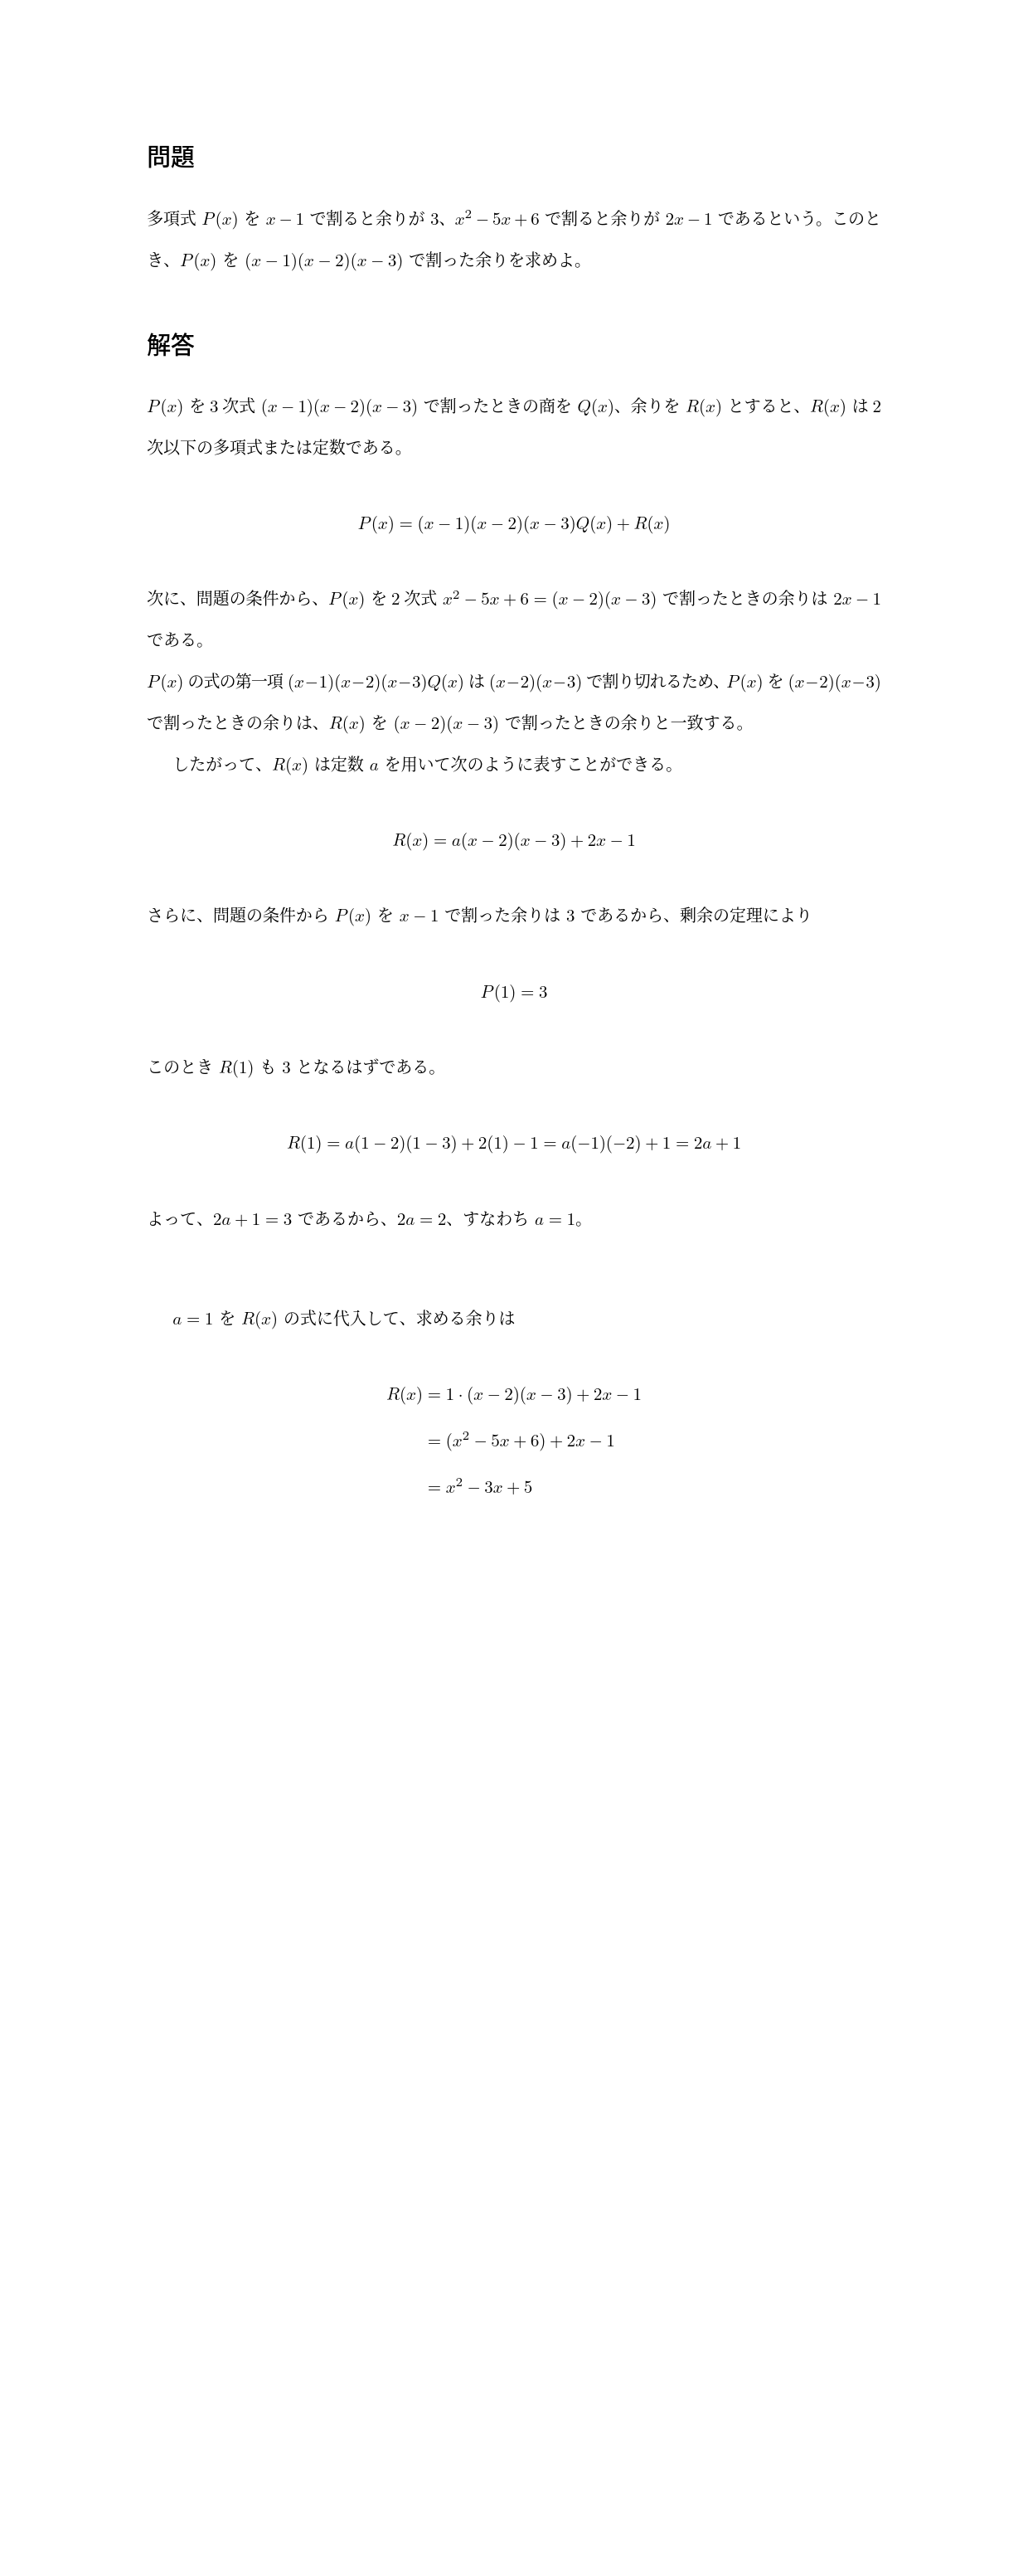 問題
多項式 P(x) を x − 1 で割ると余りが 3、x² − 5x + 6 で割ると余りが 2x − 1 であるという。このと
き、P(x) を (x − 1)(x − 2)(x − 3) で割った余りを求めよ。
解答
P(x) を 3 次式 (x − 1)(x − 2)(x − 3) で割ったときの商を Q(x)、余りを R(x) とすると、R(x) は 2
次以下の多項式または定数である。
P(x) = (x − 1)(x − 2)(x − 3)Q(x) + R(x)
次に、問題の条件から、P(x) を 2 次式 x² − 5x + 6 = (x − 2)(x − 3) で割ったときの余りは 2x − 1
である。
P(x) の式の第一項 (x−1)(x−2)(x−3)Q(x) は (x−2)(x−3) で割り切れるため、P(x) を (x−2)(x−3)
で割ったときの余りは、R(x) を (x − 2)(x − 3) で割ったときの余りと一致する。
したがって、R(x) は定数 a を用いて次のように表すことができる。
R(x) = a(x − 2)(x − 3) + 2x − 1
さらに、問題の条件から P(x) を x − 1 で割った余りは 3 であるから、剰余の定理により
P(1) = 3
このとき R(1) も 3 となるはずである。
R(1) = a(1 − 2)(1 − 3) + 2(1) − 1 = a(−1)(−2) + 1 = 2a + 1
よって、2a + 1 = 3 であるから、2a = 2、すなわち a = 1。
a = 1 を R(x) の式に代入して、求める余りは
R(x) = 1 · (x − 2)(x − 3) + 2x − 1
= (x² − 5x + 6) + 2x − 1
= x² − 3x + 5